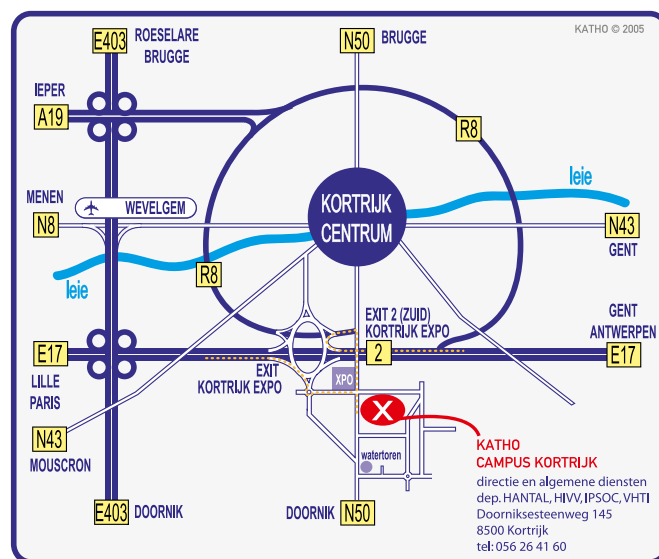 KATHO © 2005
E403
ROESELARE
BRUGGE
N50
BRUGGE
IEPER
A19
R8
leie
MENEN
N8
WEVELGEM
KORTRIJK
CENTRUM
N43
GENT
R8
leie
EXIT 2 (ZUID)
KORTRIJK EXPO
2
GENT
ANTWERPEN
E17
E17
LILLE
PARIS
EXIT
KORTRIJK EXPO
XPO
X
N43
MOUSCRON
watertoren
E403
DOORNIK
DOORNIK
N50
KATHO
CAMPUS KORTRIJK
directie en algemene diensten
dep. HANTAL, HIVV, IPSOC, VHTI
Doorniksesteenweg 145
8500 Kortrijk
tel: 056 26 41 60